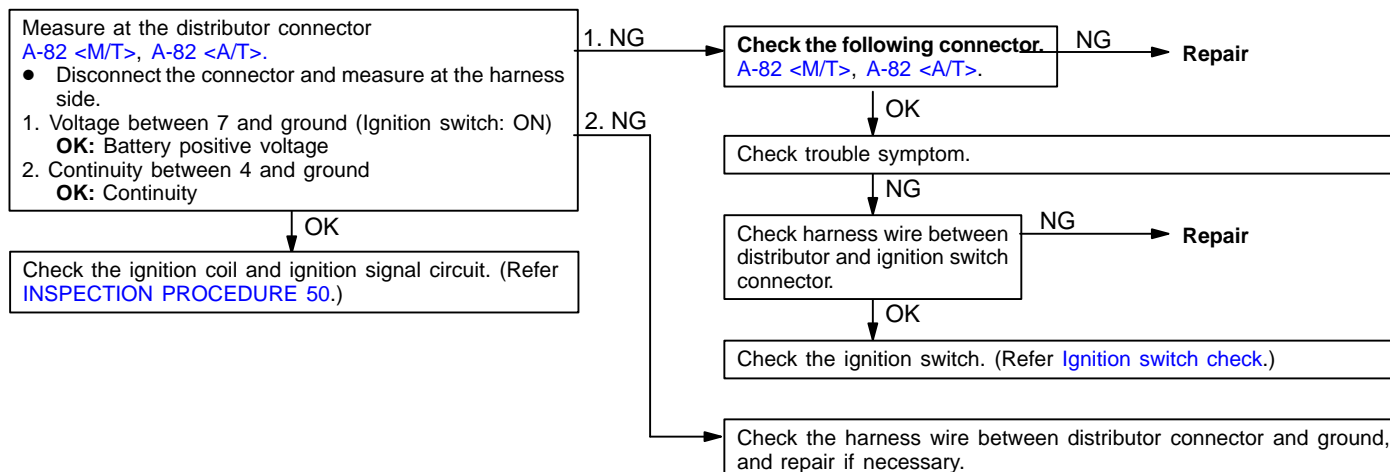 Measure at the distributor connector
A-82 <M/T>, A-82 <A/T>.
● Disconnect the connector and measure at the harness
side.
1. Voltage between 7 and ground (Ignition switch: ON)
OK: Battery positive voltage
2. Continuity between 4 and ground
OK: Continuity
OK
Check the ignition coil and ignition signal circuit. (Refer
INSPECTION PROCEDURE 50.)
1. NG
Check the following connector.
A-82 <M/T>, A-82 <A/T>.
NG
Repair
OK
Check trouble symptom.
NG
Check harness wire between
distributor and ignition switch
connector.
NG
Repair
OK
Check the ignition switch. (Refer Ignition switch check.)
2. NG
Check the harness wire between distributor connector and ground,
and repair if necessary.